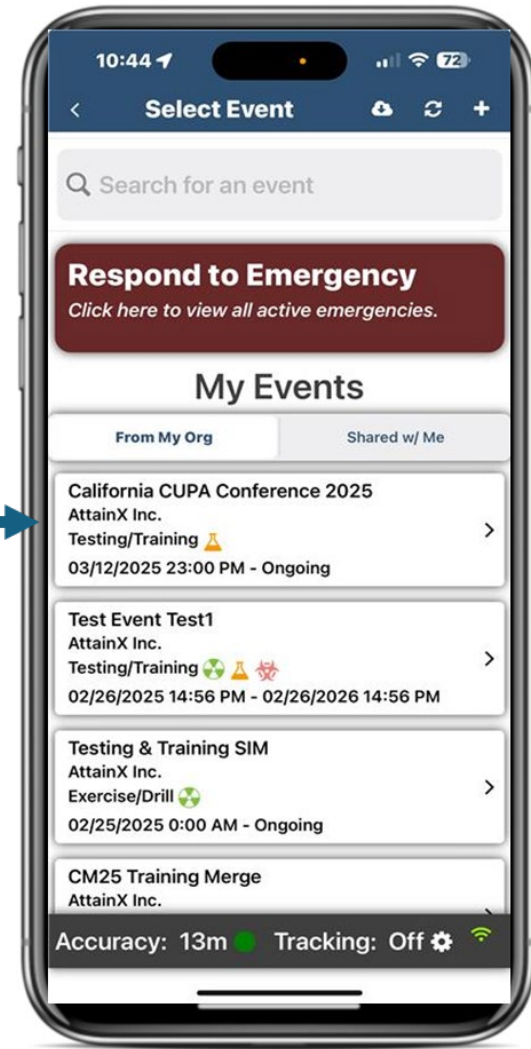 10:44
72
Select Event
Search for an event
Respond to Emergency
Click here to view all active emergencies.
My Events
From My Org
Shared w/ Me
California CUPA Conference 2025
AttainX Inc.
Testing/Training
03/12/2025 23:00 PM - Ongoing
Test Event Test1
AttainX Inc.
Testing/Training
02/26/2025 14:56 PM - 02/26/2026 14:56 PM
Testing & Training SIM
AttainX Inc.
Exercise/Drill
02/25/2025 0:00 AM - Ongoing
CM25 Training Merge
AttainX Inc.
Accuracy: 13m Tracking: Off